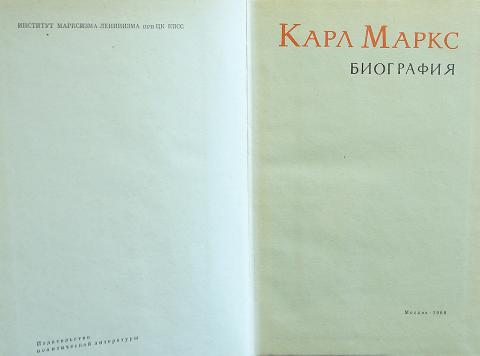 ИНСТИТУТ МАРКСИЗМА-ЛЕНИНИЗМА ПРИ ЦК КПСС
Издательство
политической литературы
КАРЛ МАРКС
БИОГРАФИЯ
Москва · 1968